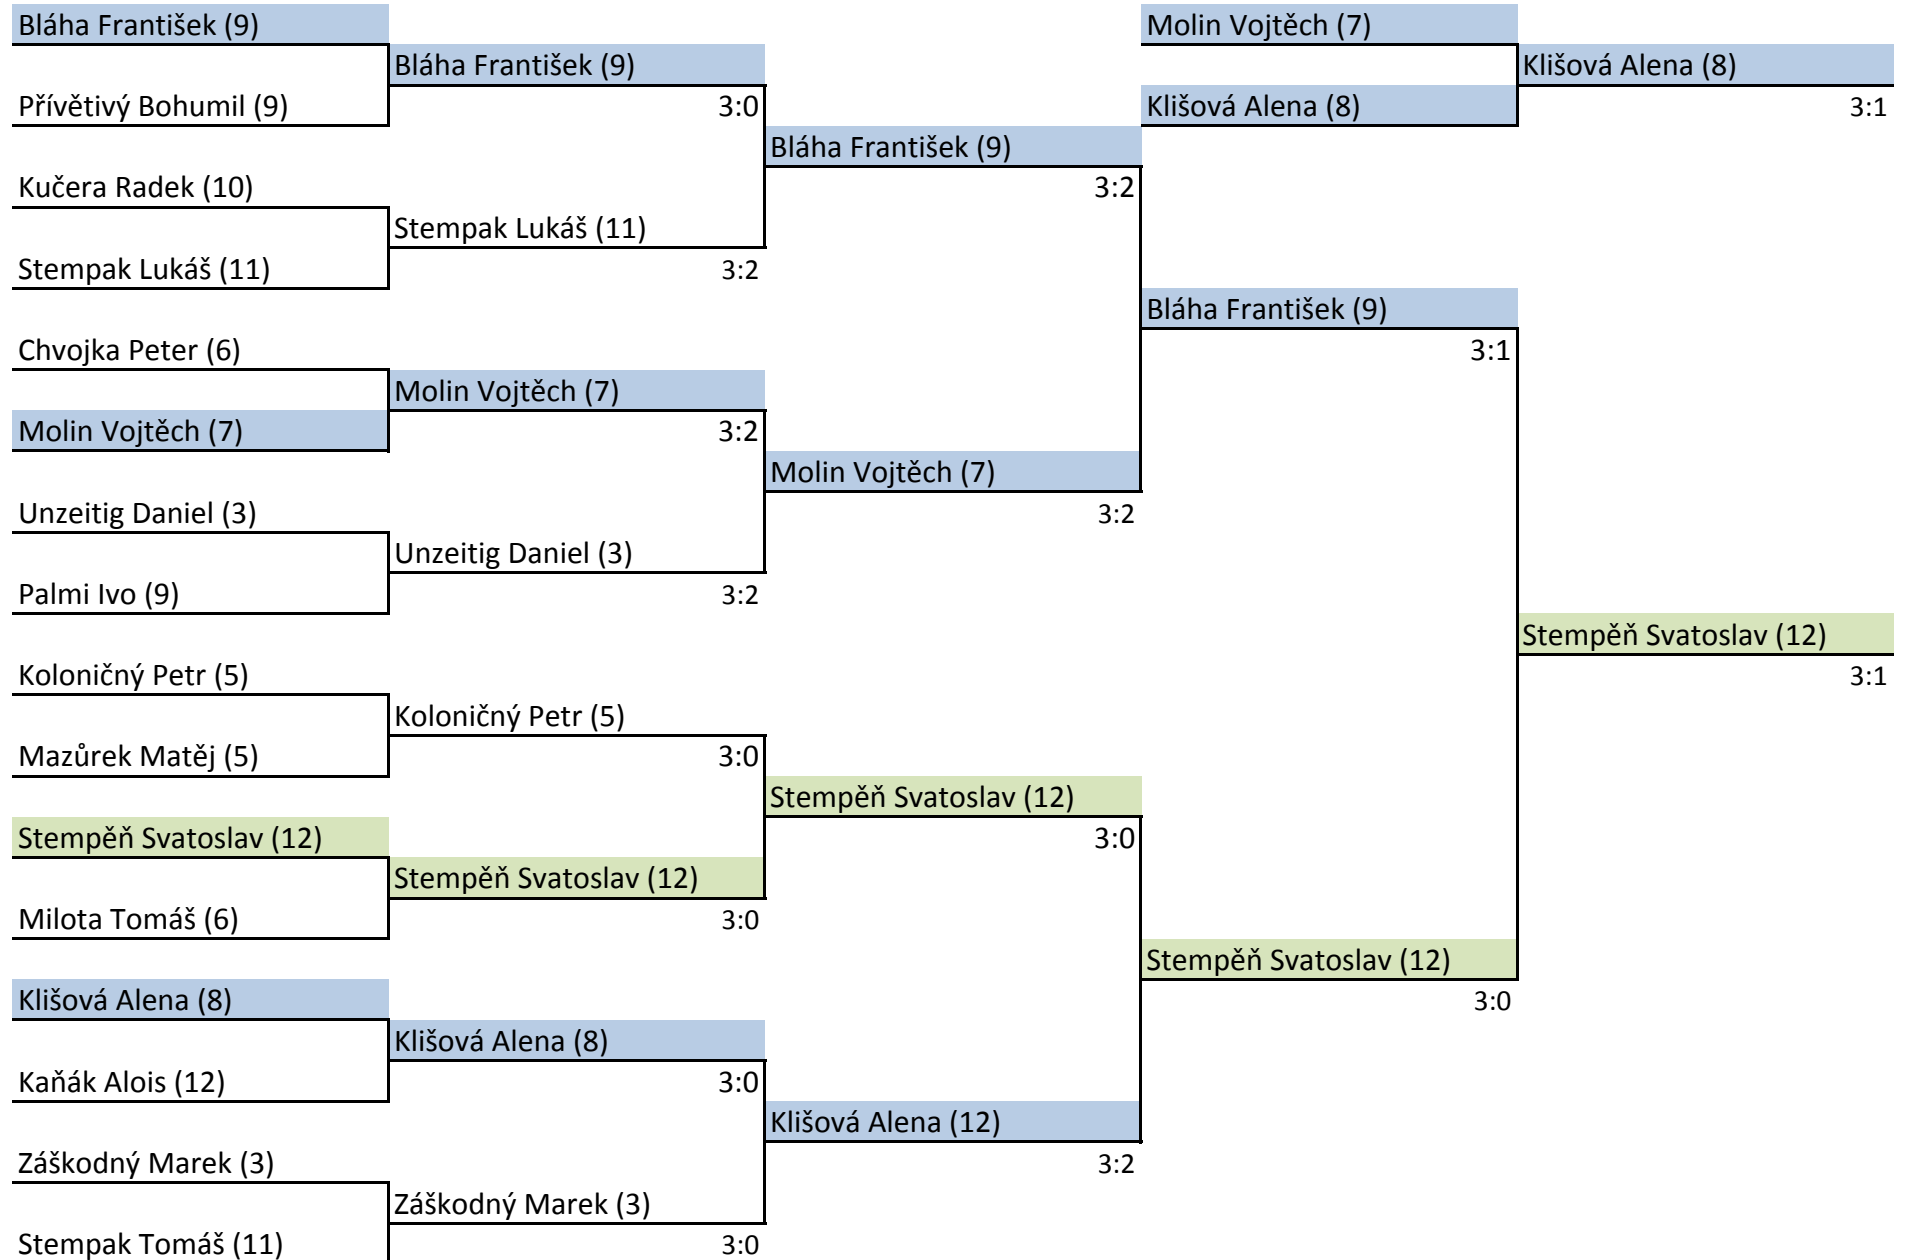 Bláha František (9)
Molin Vojtěch (7)
Bláha František (9)
Klišová Alena (8)
Přívětivý Bohumil (9)
3:0
Klišová Alena (8)
3:1
Bláha František (9)
Kučera Radek (10)
3:2
Stempak Lukáš (11)
Stempak Lukáš (11)
3:2
Bláha František (9)
Chvojka Peter (6)
3:1
Molin Vojtěch (7)
Molin Vojtěch (7)
3:2
Molin Vojtěch (7)
Unzeitig Daniel (3)
3:2
Unzeitig Daniel (3)
Palmi Ivo (9)
3:2
Stempěň Svatoslav (12)
Koloničný Petr (5)
3:1
Koloničný Petr (5)
Mazůrek Matěj (5)
3:0
Stempěň Svatoslav (12)
Stempěň Svatoslav (12)
3:0
Stempěň Svatoslav (12)
Milota Tomáš (6)
3:0
Stempěň Svatoslav (12)
Klišová Alena (8)
3:0
Klišová Alena (8)
Kaňák Alois (12)
3:0
Klišová Alena (12)
Záškodný Marek (3)
3:2
Záškodný Marek (3)
Stempak Tomáš (11)
3:0